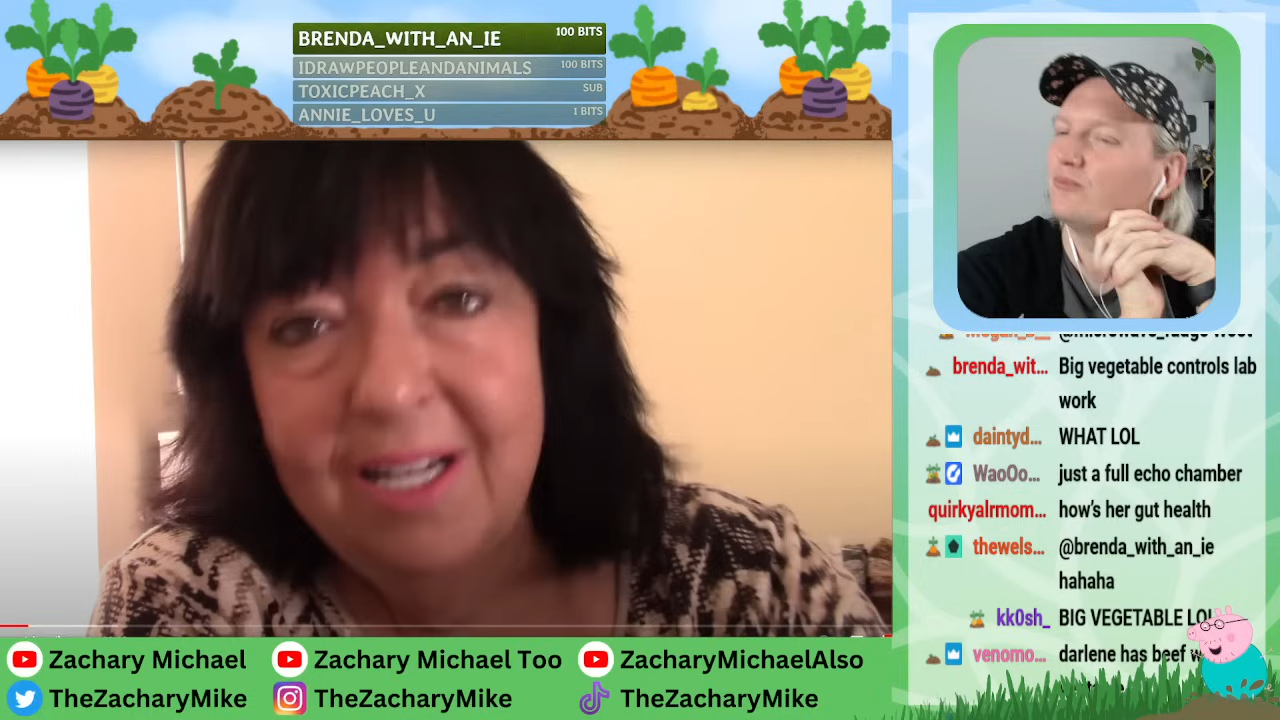 BRENDA_WITH_AN_IE 100 BITS
IDRAWPEOPLEANDANIMALS 100 BITS
TOXICPEACH_X SUB
ANNIE_LOVES_U 1 BITS
brenda_wit... Big vegetable controls lab
work
daintyd... WHAT LOL
WaoOo... just a full echo chamber
quirkyalrmom... how's her gut health
thewels... @brenda_with_an_ie
hahaha
kk0sh_ BIG VEGETABLE LOL
venomo... darlene has beef
Zachary Michael Zachary Michael Too ZacharyMichaelAlso
TheZacharyMike TheZacharyMike TheZacharyMike